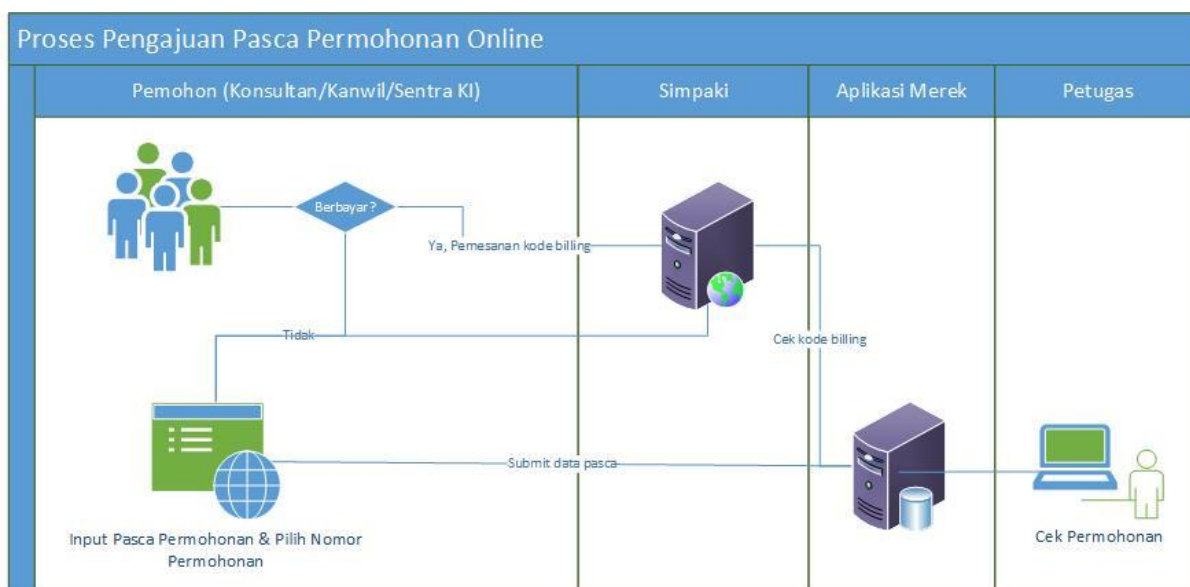 Proses Pengajuan Pasca Permohonan Online
Pemohon (Konsultan/Kanwil/Sentra KI)
Simpaki
Aplikasi Merek
Petugas
Berbayar?
Ya, Pemesanan kode billing
Tidak
Cek kode billing
Submit data pasca
Input Pasca Permohonan & Pilih Nomor
Permohonan
Cek Permohonan